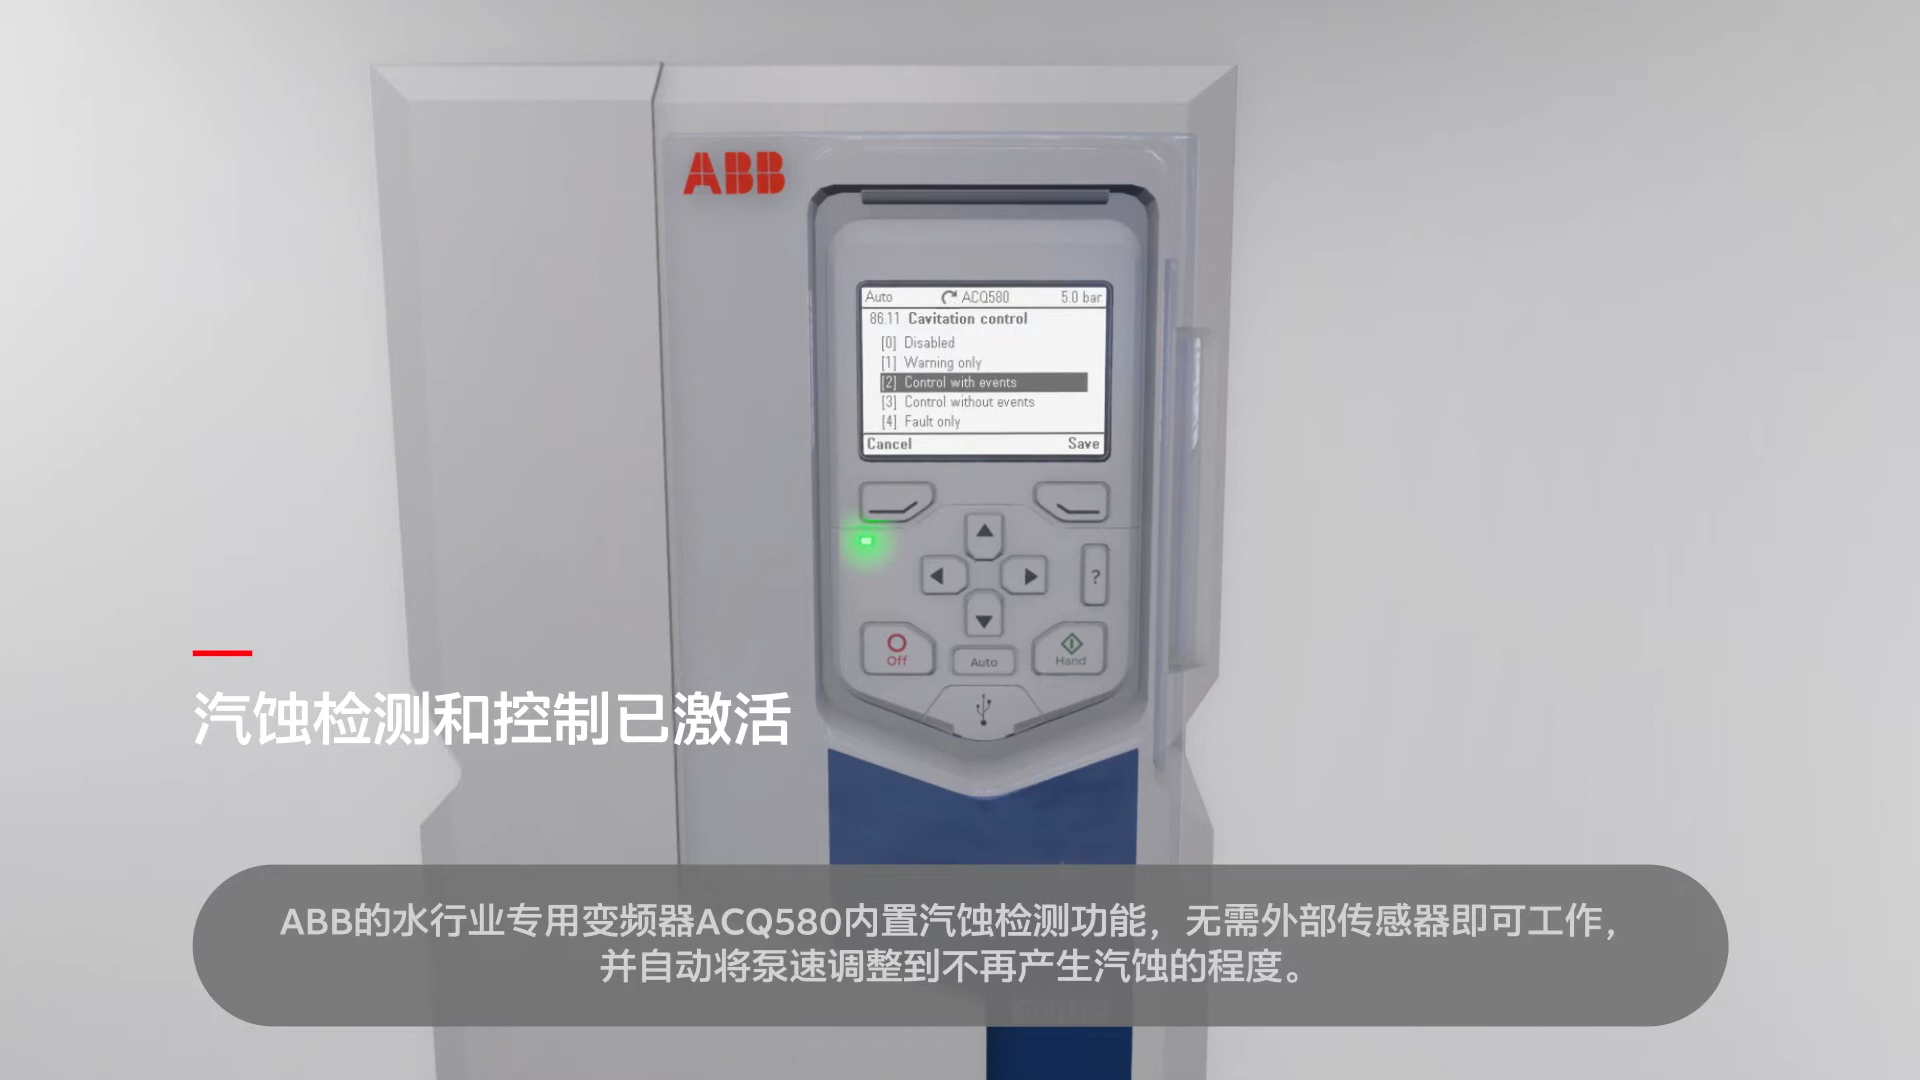 ABB
Auto ACQ580 5.0 bar
86.11 Cavitation control
[0] Disabled
[1] Warning only
[2] Control with events
[3] Control without events
[4] Fault only
Cancel Save
?
Off
Auto
Hand
汽蚀检测和控制已激活
ABB的水行业专用变频器ACQ580内置汽蚀检测功能，无需外部传感器即可工作，
并自动将泵速调整到不再产生汽蚀的程度。